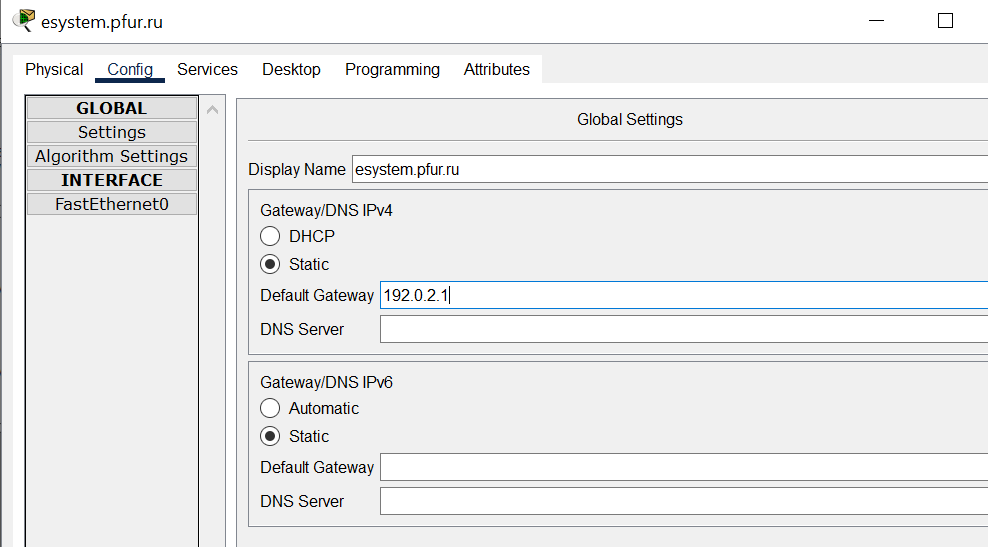 esystem.pfur.ru
Physical Config Services Desktop Programming Attributes
GLOBAL
Settings
Algorithm Settings
INTERFACE
FastEthernet0
Global Settings
Display Name esystem.pfur.ru
Gateway/DNS IPv4
DHCP
Static
Default Gateway 192.0.2.1
DNS Server
Gateway/DNS IPv6
Automatic
Static
Default Gateway
DNS Server